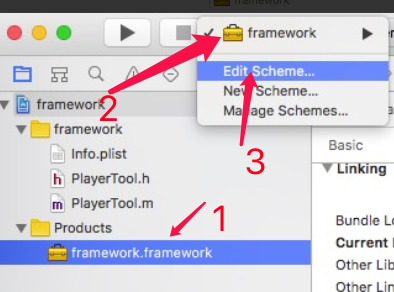 framework
Edit Scheme...
New Scheme...
Manage Schemes...
framework
2
3
framework
Info.plist
PlayerTool.h
PlayerTool.m
1
Products
framework.framework
Basic
Linking
Bundle Lo
Current
Other Lib
Other Lin